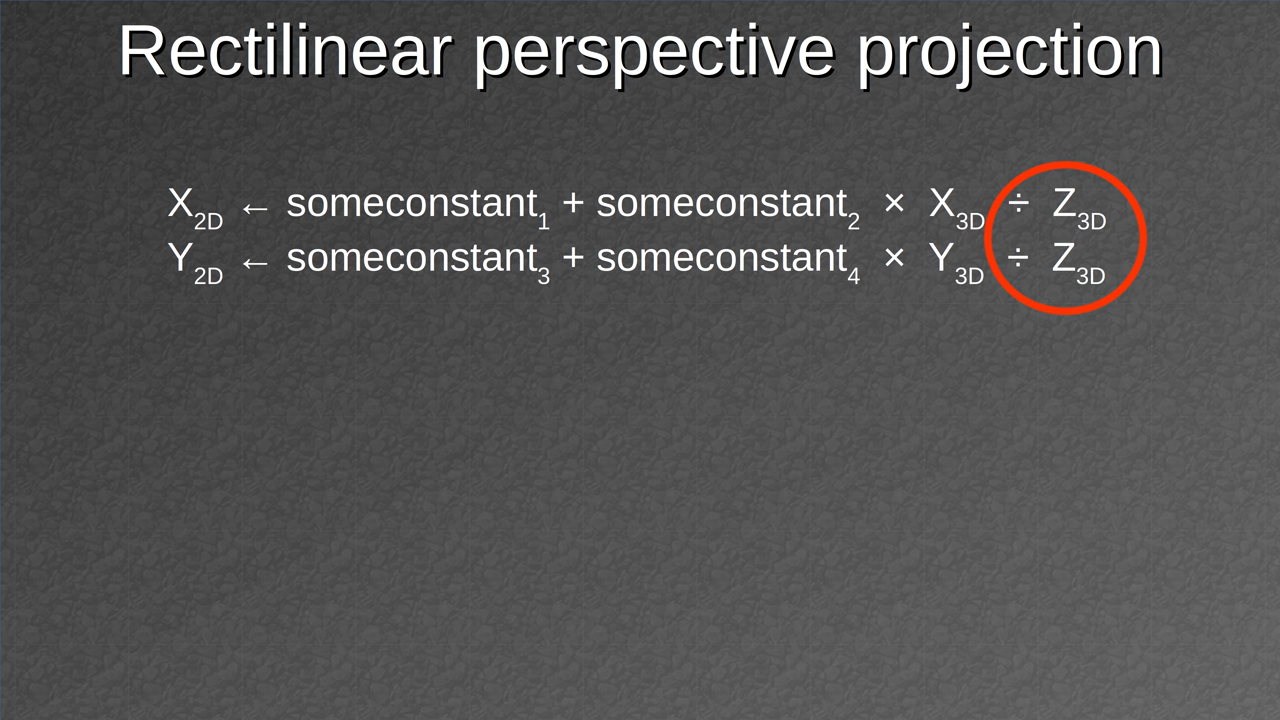 Rectilinear perspective projection
X₂D ← someconstant₁ + someconstant₂ × X₃D ÷ Z₃D
Y₂D ← someconstant₃ + someconstant₄ × Y₃D ÷ Z₃D